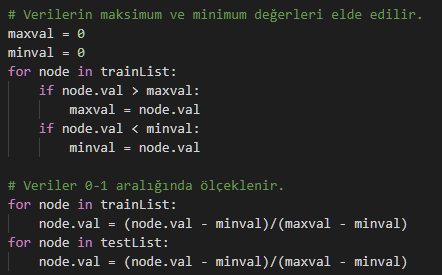 # Verilerin maksimum ve minimum değerleri elde edilir.
maxval = 0
minval = 0
for node in trainList:
    if node.val > maxval:
        maxval = node.val
    if node.val < minval:
        minval = node.val

# Veriler 0-1 aralığında ölçeklenir.
for node in trainList:
    node.val = (node.val - minval)/(maxval - minval)
for node in testList:
    node.val = (node.val - minval)/(maxval - minval)